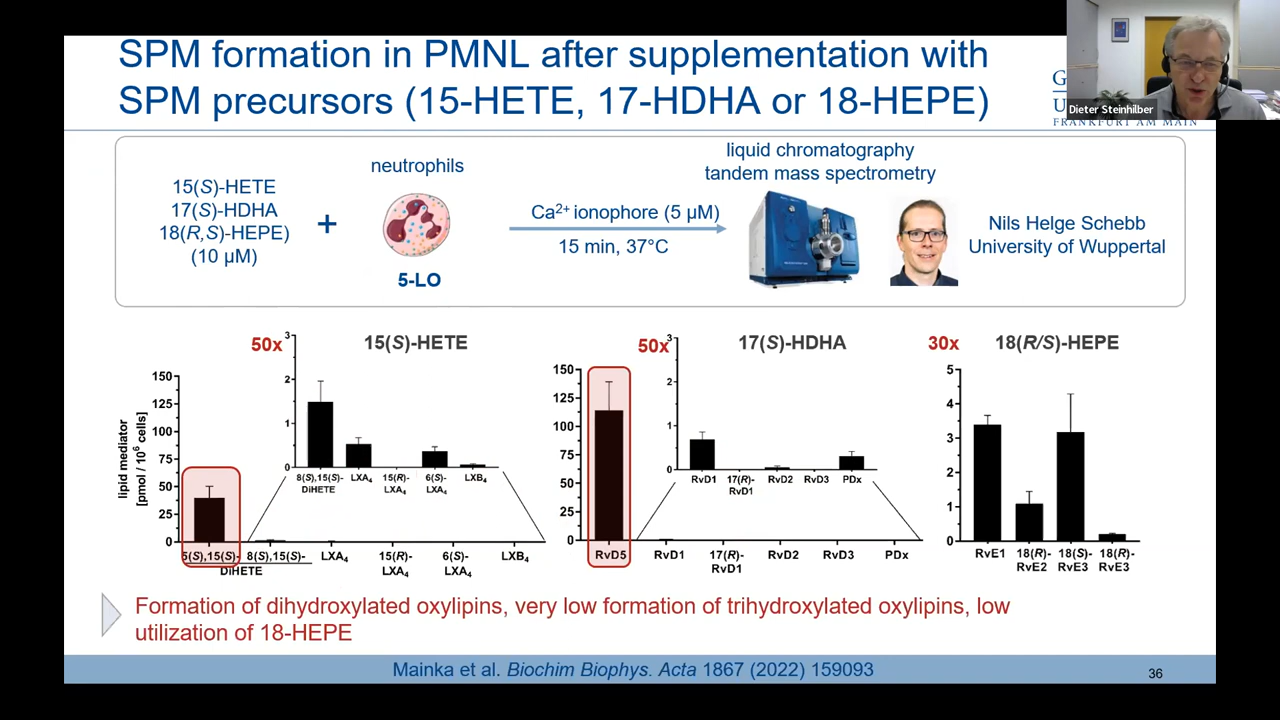 SPM formation in PMNL after supplementation with
SPM precursors (15-HETE, 17-HDHA or 18-HEPE)
Dieter Steinhilber
FRANKFURT AM MAIN
15(S)-HETE
17(S)-HDHA
18(R,S)-HEPE)
(10 µM)
+
neutrophils
5-LO
Ca2+ ionophore (5 µM)
15 min, 37°C
liquid chromatography
tandem mass spectrometry
Nils Helge Schebb
University of Wuppertal
lipid mediator
[pmol / 10^6 cells]
150
125
100
75
50
25
0
5(S),15(S)- 8(S),15(S)- LXA4 15(R)- 6(S)- LXB4
DiHETE LXA4 LXA4
50x
15(S)-HETE
3
2
1
0
8(S),15(S)- LXA4 15(R)- 6(S)- LXB4
DiHETE LXA4 LXA4
150
125
100
75
50
25
0
RvD5 RvD1 17(R)- RvD2 RvD3 PDx
RvD1
50x
17(S)-HDHA
3
2
1
0
RvD1 17(R)- RvD2 RvD3 PDx
RvD1
30x
18(R/S)-HEPE
5
4
3
2
1
0
RvE1 18(R)- 18(S)- 18(R)-
RvE2 RvE3 RvE3
Formation of dihydroxylated oxylipins, very low formation of trihydroxylated oxylipins, low
utilization of 18-HEPE
Mainka et al. Biochim Biophys. Acta 1867 (2022) 159093
36